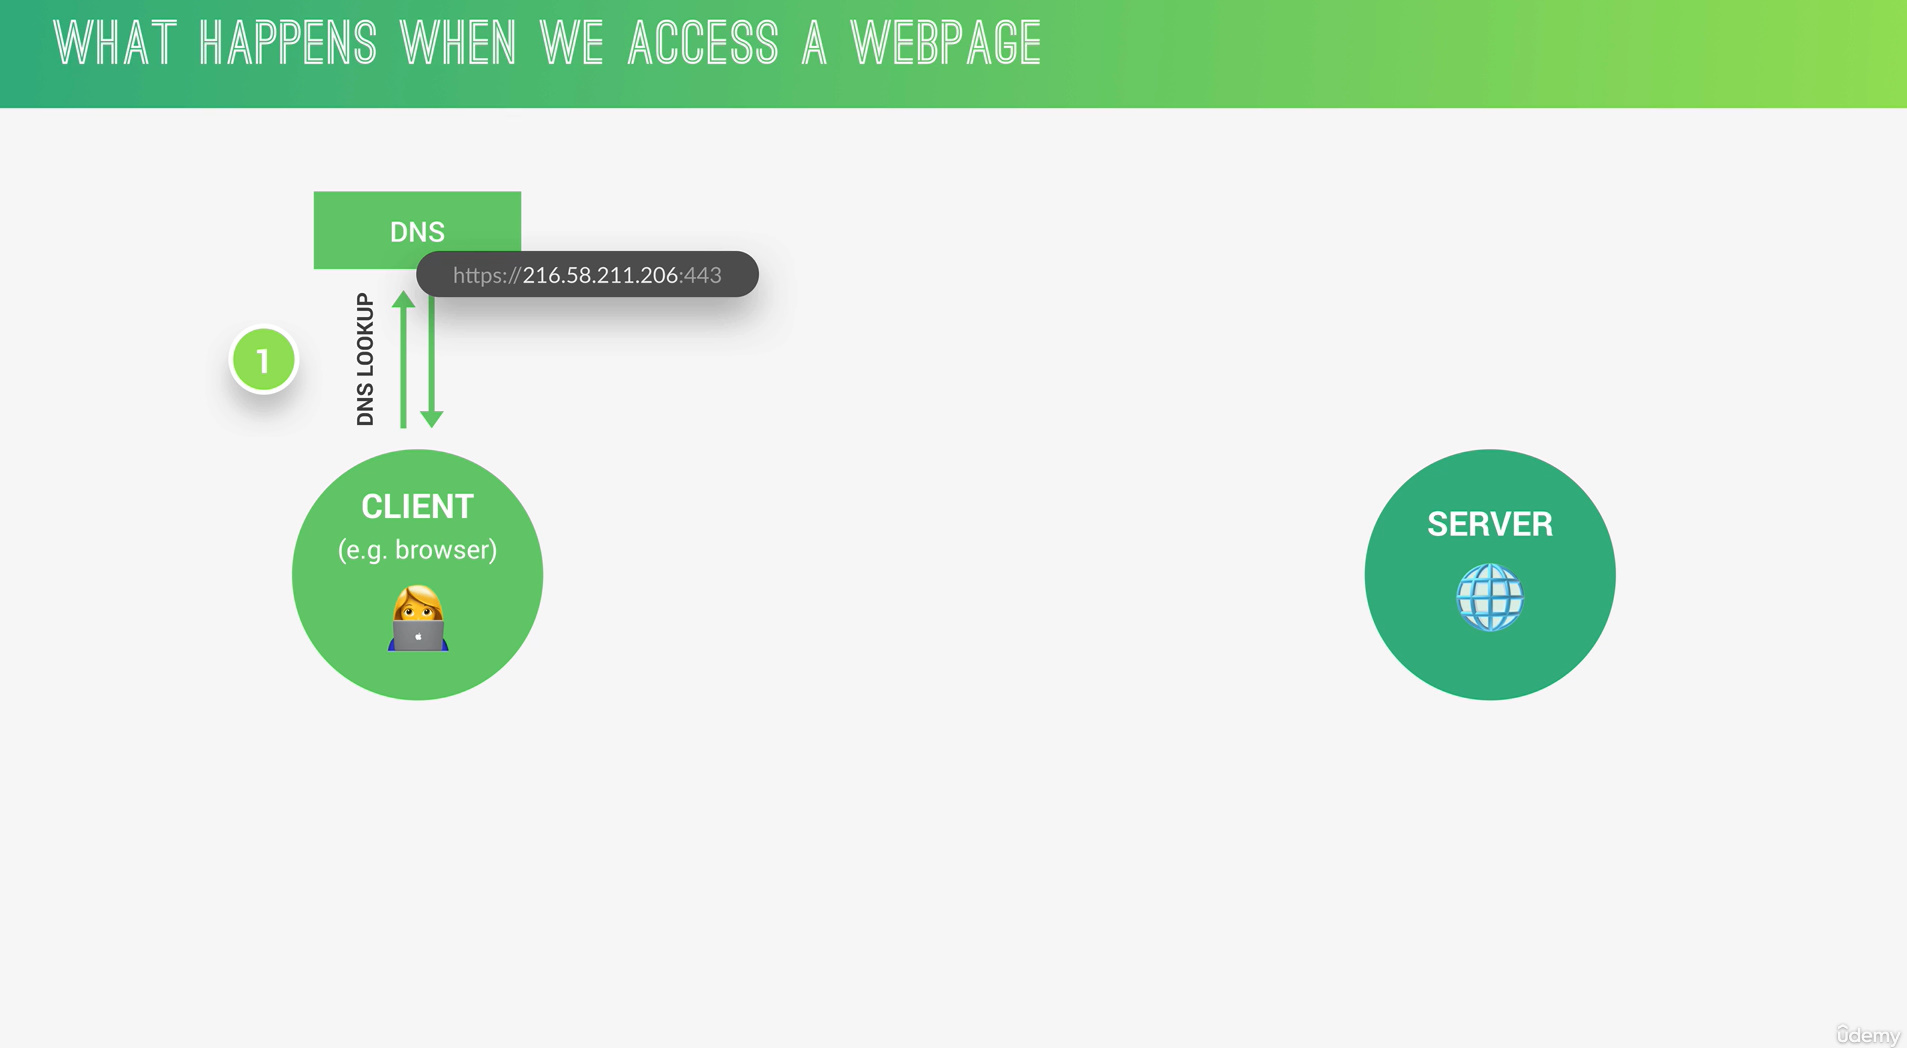 WHAT HAPPENS WHEN WE ACCESS A WEBPAGE
DNS
https://216.58.211.206:443
DNS LOOKUP
1
CLIENT
(e.g. browser)
SERVER
ûdemy